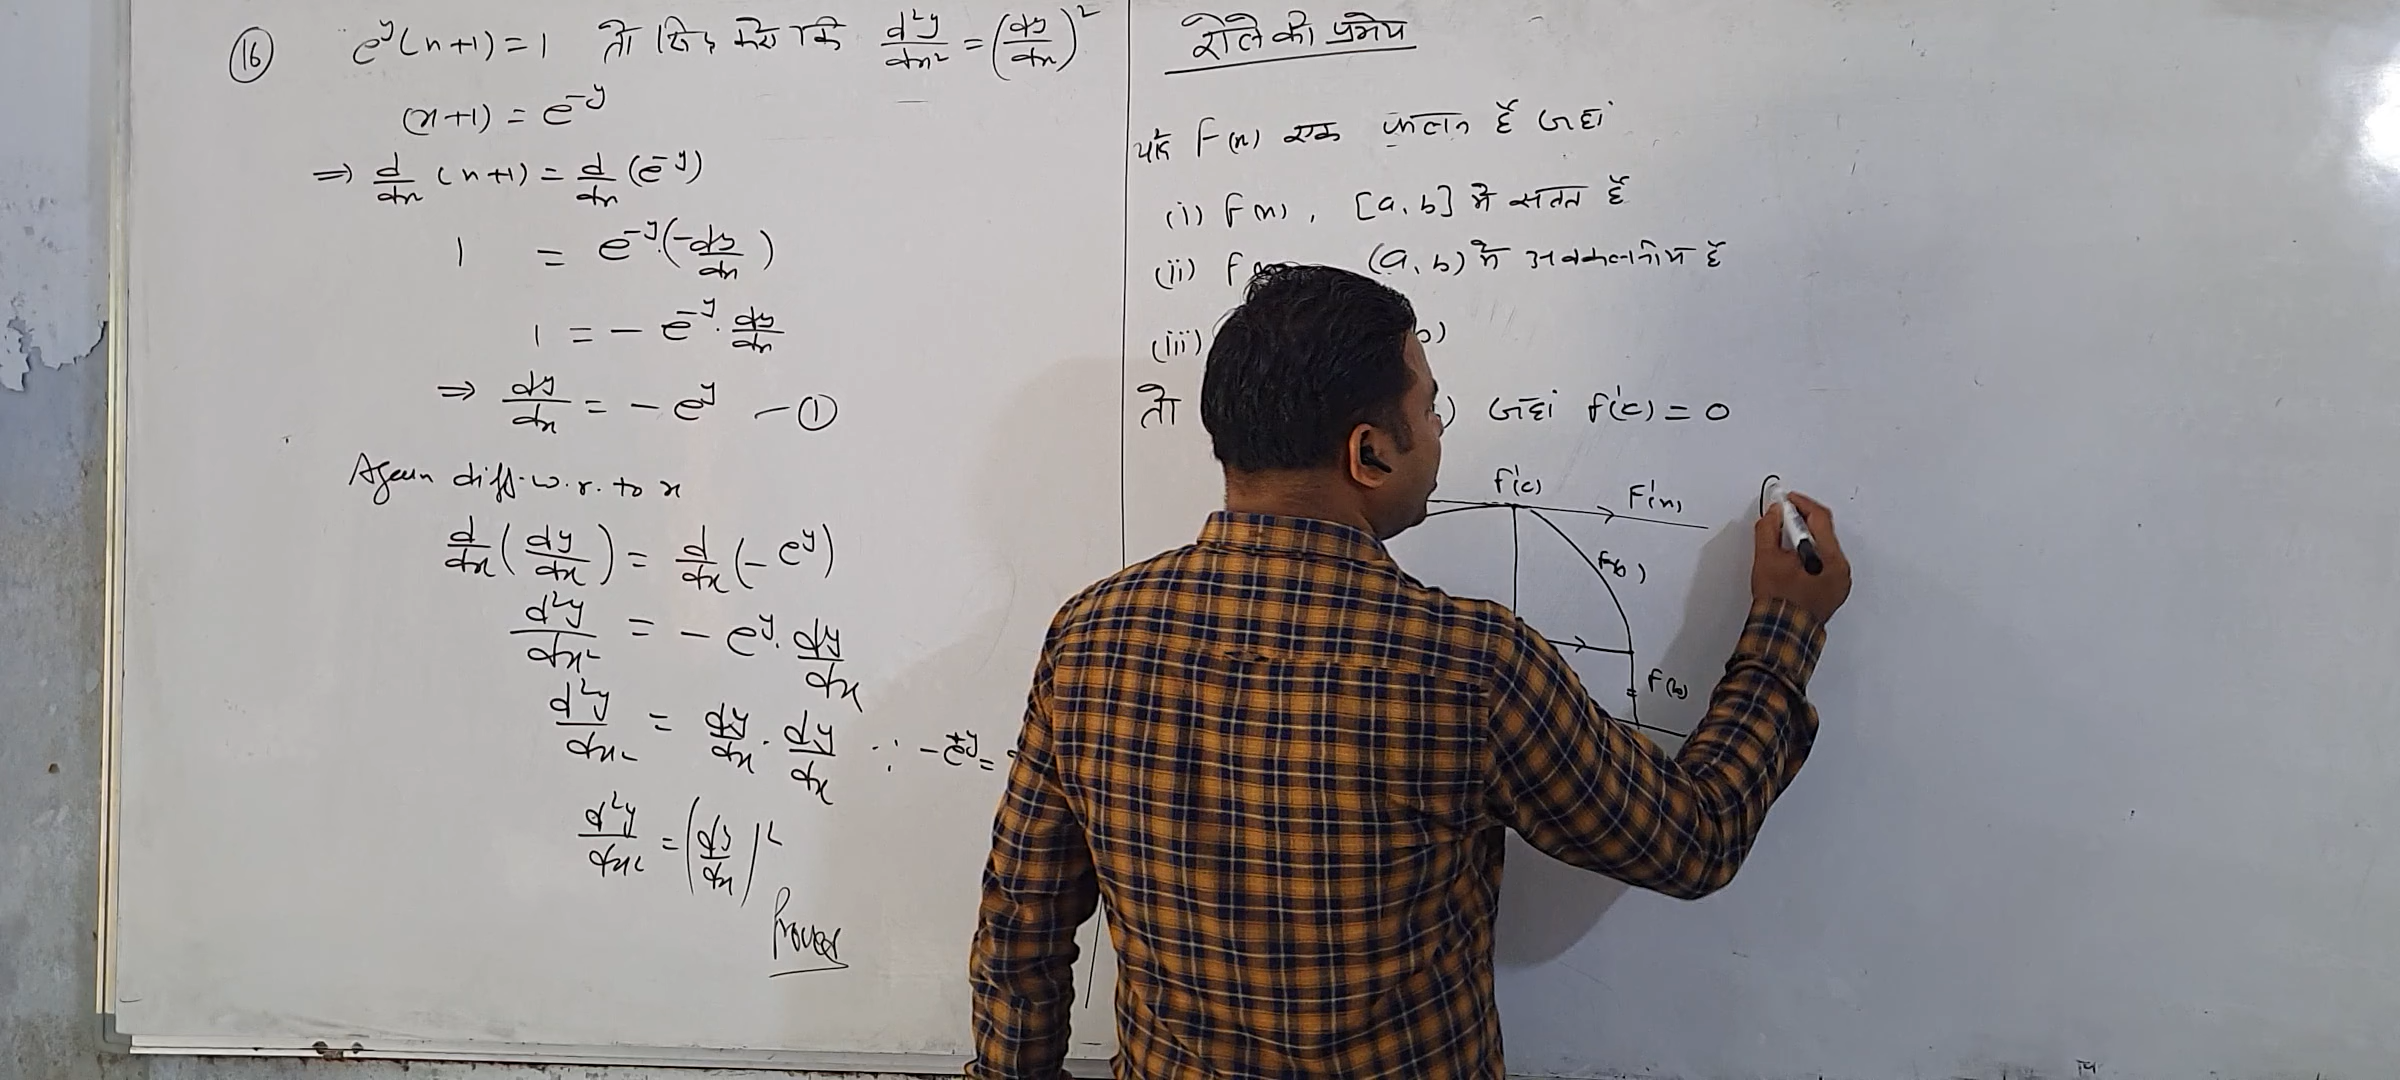 (16) e^y(x+1) = 1 तो सिद्ध करो कि d²y/dx² = (dy/dx)²
(x+1) = e^-y
⇒ d/dx (x+1) = d/dx (e^-y)
1 = e^-y.(-dy/dx)
1 = - e^-y . dy/dx
⇒ dy/dx = - e^y - (1)
Again diff. w. r. to x
d/dx (dy/dx) = d/dx (- e^y)
d²y/dx² = - e^y . dy/dx
d²y/dx² = dy/dx . dy/dx ∵ - e^y =
d²y/dx² = (dy/dx)²
Proved
रोले की प्रमेय
यदि F(x) एक फलन है जहां
(i) F(x), [a, b] में सतत है
(ii) F (a, b) में अवकलनीय है
(iii) b)
तो ) जहां f'(c) = 0
f'(c) F'(x)
f(b)